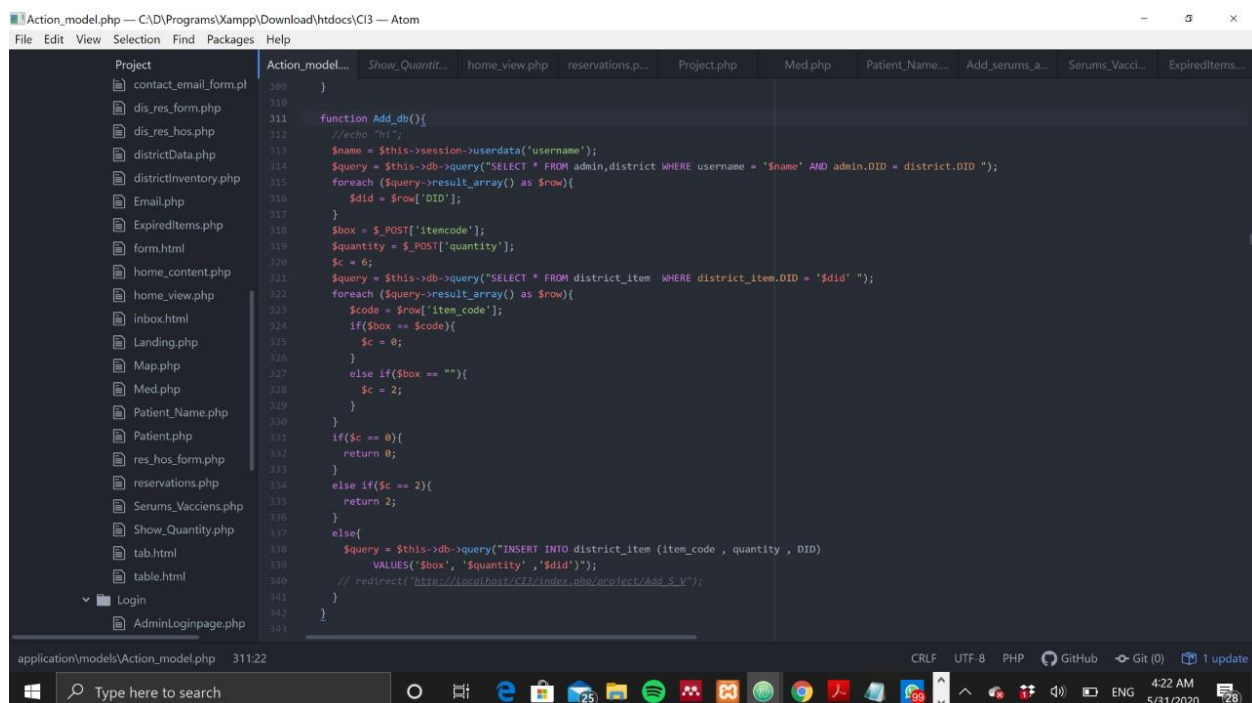 Action_model.php — C:\D\Programs\Xampp\Download\htdocs\CI3 — Atom
File Edit View Selection Find Packages Help
Project
contact_email_form.pl
dis_res_form.php
dis_res_hos.php
districtData.php
districtInventory.php
Email.php
ExpiredItems.php
form.html
home_content.php
home_view.php
inbox.html
Landing.php
Map.php
Med.php
Patient_Name.php
Patient.php
res_hos_form.php
reservations.php
Serums_Vacciens.php
Show_Quantity.php
tab.html
table.html
Login
AdminLoginpage.php
Action_model.... Show_Quantit... home_view.php reservations.p... Project.php Med.php Patient_Name.... Add_serums_a... Serums_Vacci... ExpiredItems....
309 }
310
311 function Add_db(){
312 //echo "hi";
313 $name = $this->session->userdata('username');
314 $query = $this->db->query("SELECT * FROM admin,district WHERE username = '$name' AND admin.DID = district.DID ");
315 foreach ($query->result_array() as $row){
316 $did = $row['DID'];
317 }
318 $box = $_POST['itemcode'];
319 $quantity = $_POST['quantity'];
320 $c = 6;
321 $query = $this->db->query("SELECT * FROM district_item  WHERE district_item.DID = '$did' ");
322 foreach ($query->result_array() as $row){
323 $code = $row['item_code'];
324 if($box == $code){
325 $c = 0;
326 }
327 else if($box == ""){
328 $c = 2;
329 }
330 }
331 if($c == 0){
332 return 0;
333 }
334 else if($c == 2){
335 return 2;
336 }
337 else{
338 $query = $this->db->query("INSERT INTO district_item (item_code , quantity , DID)
339 VALUES('$box', '$quantity' ,'$did')");
340 // redirect("http://localhost/CI3/index.php/project/Add_S_V");
341 }
342 }
343
application\models\Action_model.php 311:22
CRLF UTF-8 PHP GitHub Git (0) 1 update
Type here to search
25
99
ENG
4:22 AM
5/31/2020
28